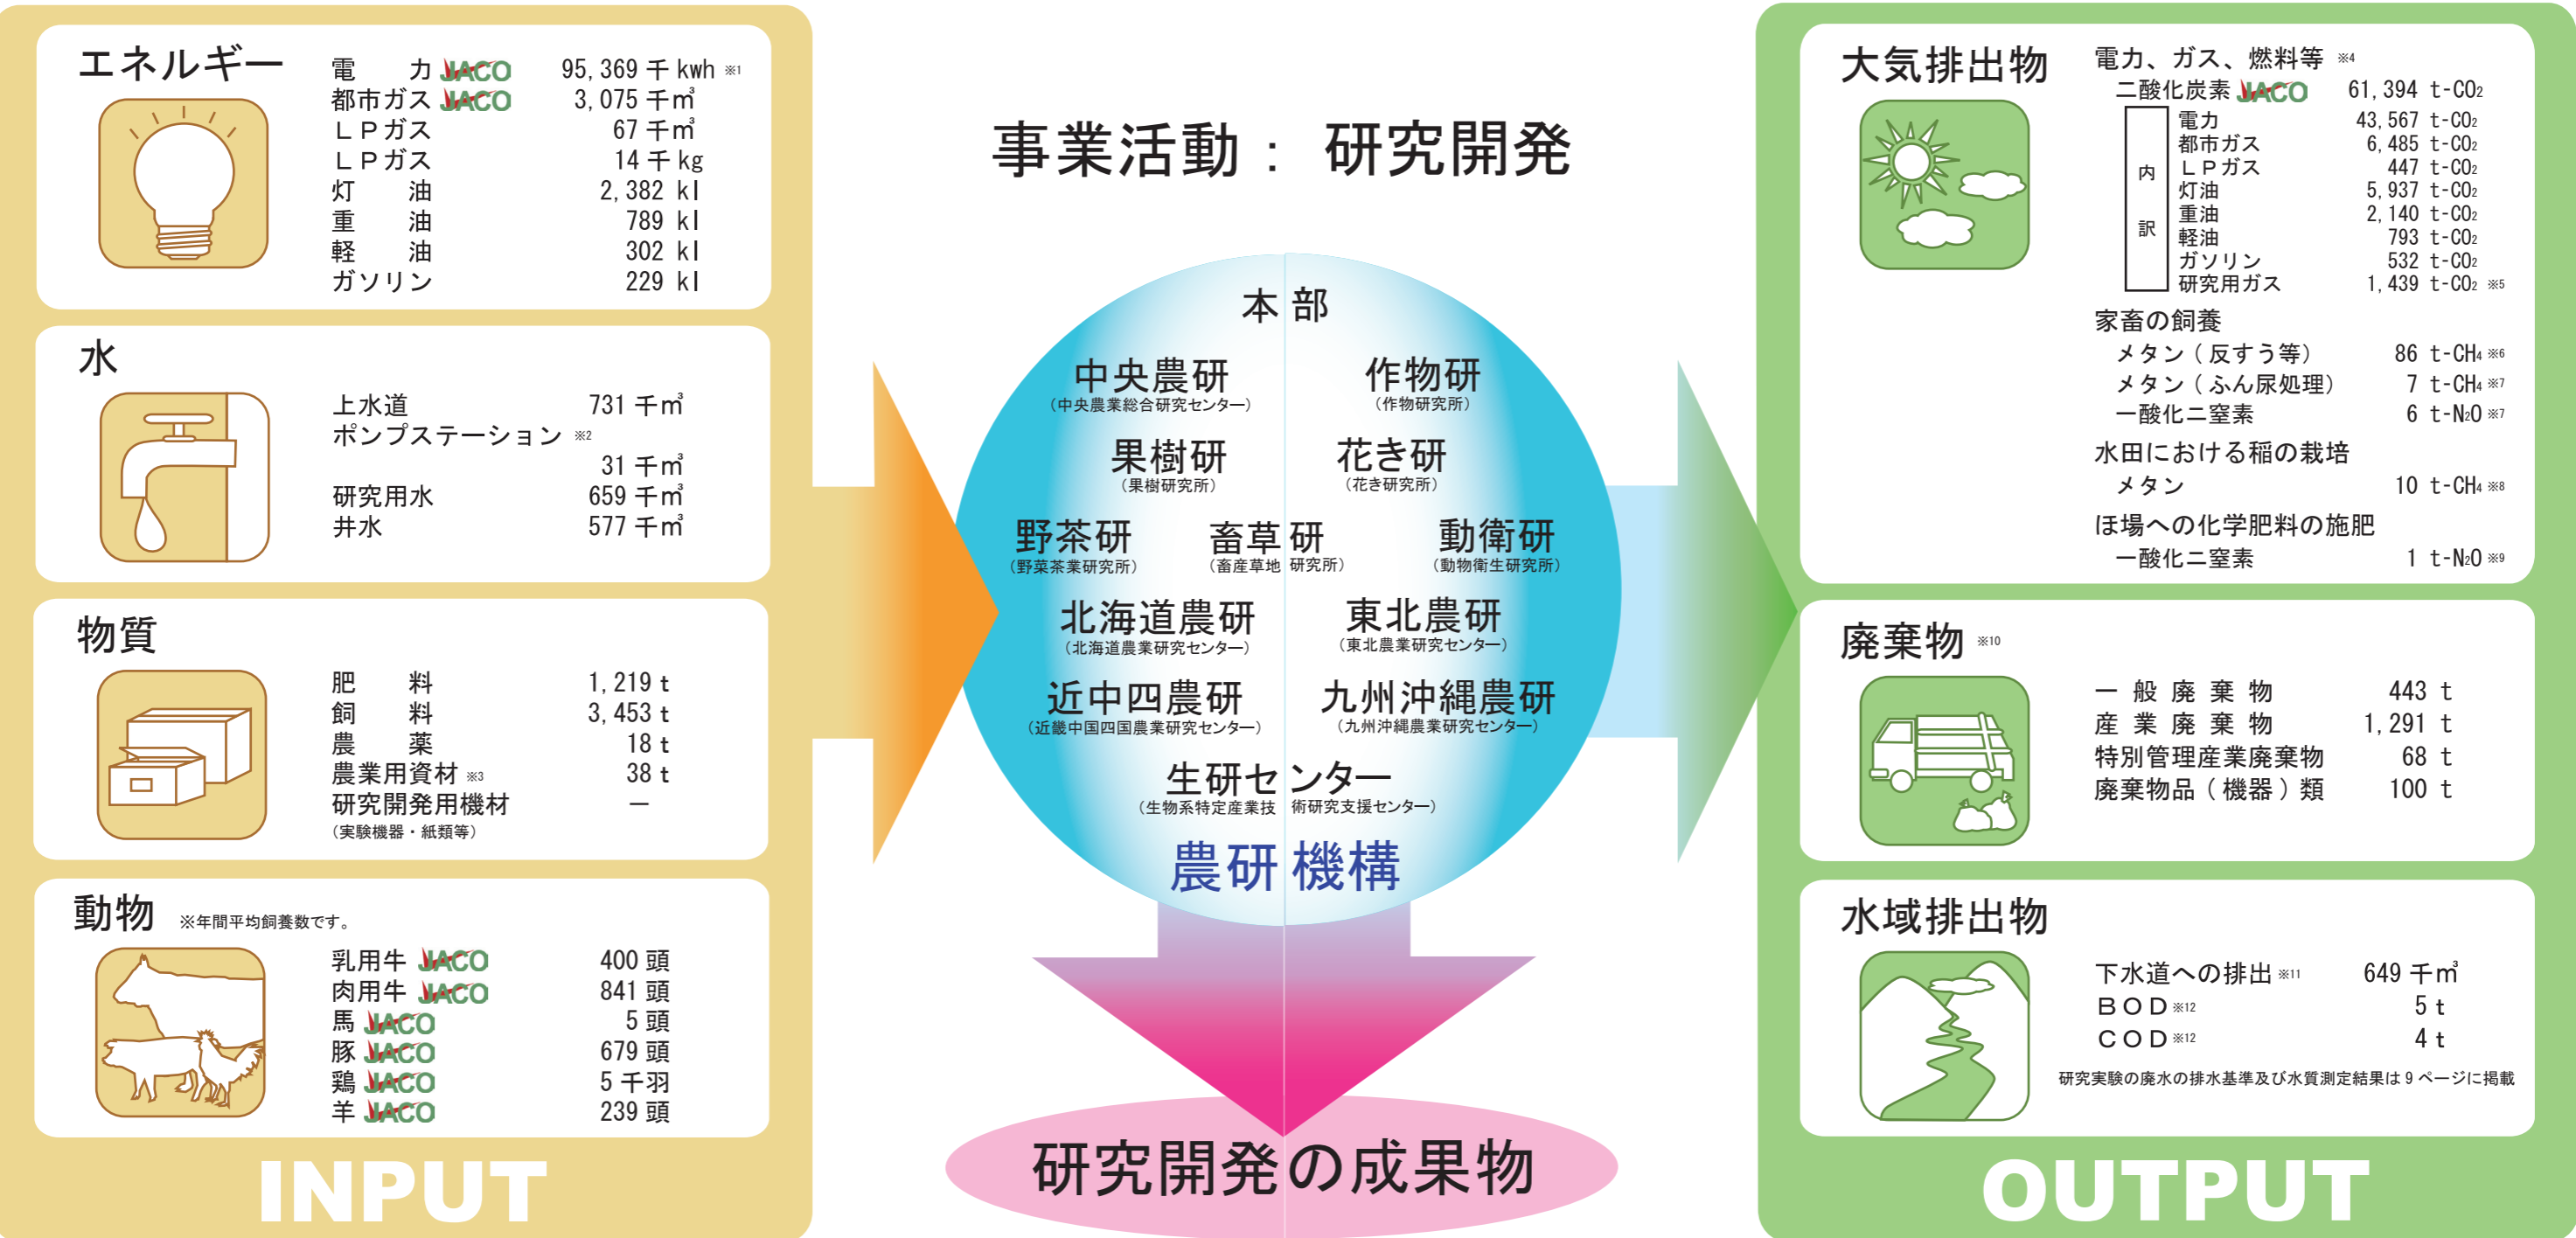 エネルギー
電　　力 JACO 95,369 千 kwh ※1
都市ガス JACO 3,075 千㎥
ＬＰガス 67 千㎥
ＬＰガス 14 千 kg
灯　　油 2,382 kl
重　　油 789 kl
軽　　油 302 kl
ガソリン 229 kl
水
上水道 731 千㎥
ポンプステーション ※2
31 千㎥
研究用水 659 千㎥
井水 577 千㎥
物質
肥　　料 1,219 t
飼　　料 3,453 t
農　　薬 18 t
農業用資材 ※3 38 t
研究開発用機材 －
（実験機器・紙類等）
動物 ※年間平均飼養数です。
乳用牛 JACO 400 頭
肉用牛 JACO 841 頭
馬 JACO 5 頭
豚 JACO 679 頭
鶏 JACO 5 千羽
羊 JACO 239 頭
INPUT
事業活動： 研究開発
本部
中央農研 作物研
（中央農業総合研究センター） （作物研究所）
果樹研 花き研
（果樹研究所） （花き研究所）
野茶研 畜草研 動衛研
（野菜茶業研究所） （畜産草地研究所） （動物衛生研究所）
北海道農研 東北農研
（北海道農業研究センター） （東北農業研究センター）
近中四農研 九州沖縄農研
（近畿中国四国農業研究センター） （九州沖縄農業研究センター）
生研センター
（生物系特定産業技術研究支援センター）
農研機構
研究開発の成果物
大気排出物
電力、ガス、燃料等 ※4
二酸化炭素 JACO 61,394 t-CO₂
内訳
電力 43,567 t-CO₂
都市ガス 6,485 t-CO₂
ＬＰガス 447 t-CO₂
灯油 5,937 t-CO₂
重油 2,140 t-CO₂
軽油 793 t-CO₂
ガソリン 532 t-CO₂
研究用ガス 1,439 t-CO₂ ※5
家畜の飼養
メタン（反すう等） 86 t-CH₄ ※6
メタン（ふん尿処理） 7 t-CH₄ ※7
一酸化ニ窒素 6 t-N₂O ※7
水田における稲の栽培
メタン 10 t-CH₄ ※8
ほ場への化学肥料の施肥
一酸化ニ窒素 1 t-N₂O ※9
廃棄物 ※10
一般廃棄物 443 t
産業廃棄物 1,291 t
特別管理産業廃棄物 68 t
廃棄物品（機器）類 100 t
水域排出物
下水道への排出 ※11 649 千㎥
ＢＯＤ ※12 5 t
ＣＯＤ ※12 4 t
研究実験の廃水の排水基準及び水質測定結果は 9 ページに掲載
OUTPUT